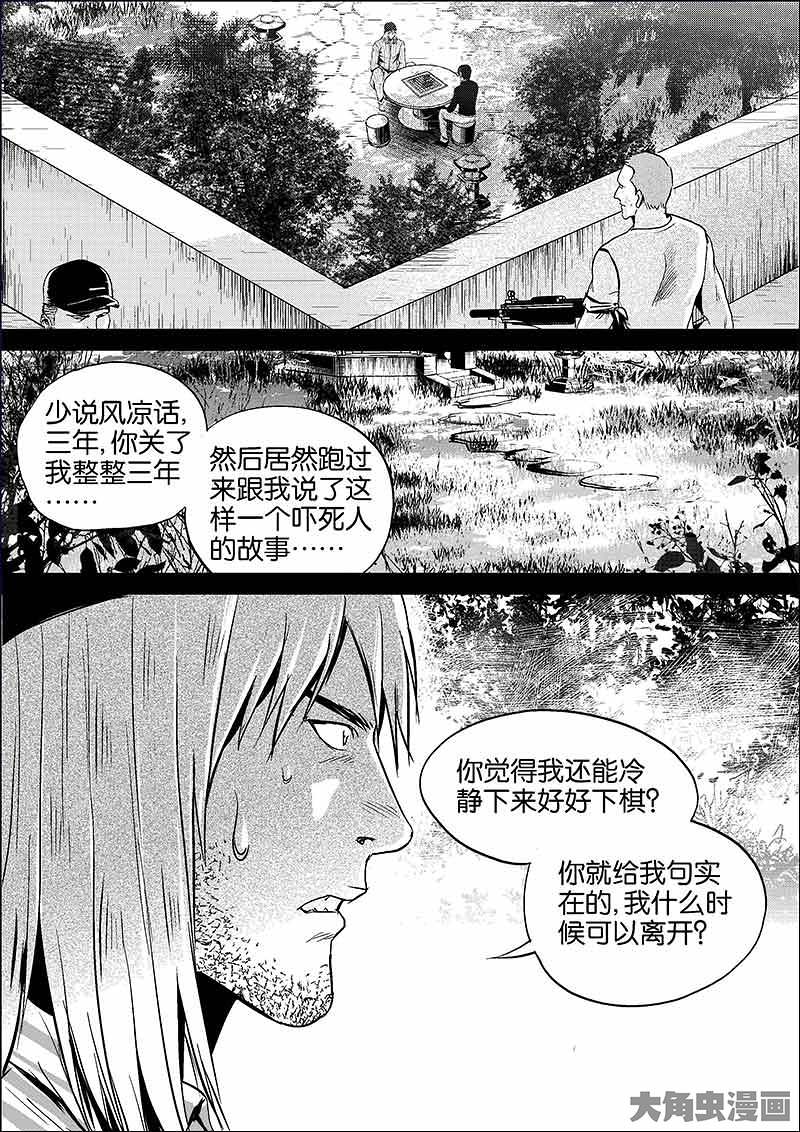 少说风凉话,
三年,你关了
我整整三年
……
然后居然跑过
来跟我说了这
样一个吓死人
的故事……
你觉得我还能冷
静下来好好下棋?
你就给我句实
在的,我什么时
候可以离开?
大角虫漫画